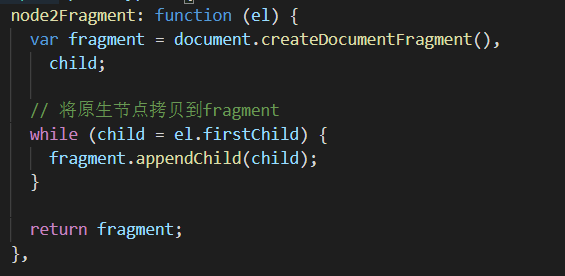 node2Fragment: function (el) {
var fragment = document.createDocumentFragment(),
child;
// 将原生节点拷贝到fragment
while (child = el.firstChild) {
fragment.appendChild(child);
}
return fragment;
},